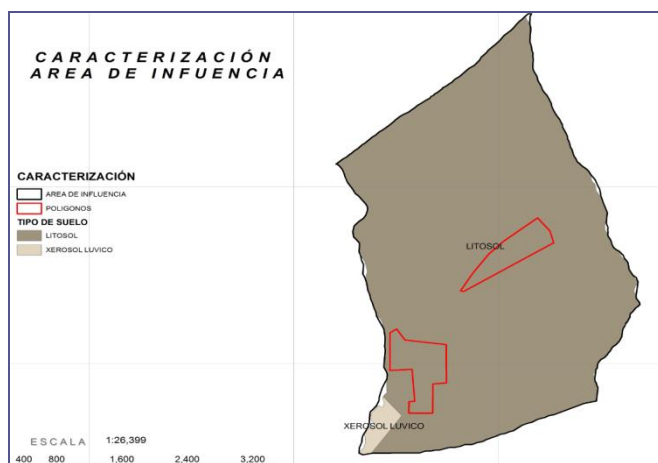 CARACTERIZACIÓN
AREA DE INFUENCIA
CARACTERIZACIÓN
AREA DE INFLUENCIA
POLIGONOS
TIPO DE SUELO
LITOSOL
XEROSOL LUVICO
LITOSOL
XEROSOL LUVICO
ESCALA 1:26,399
400 800 1,600 2,400 3,200